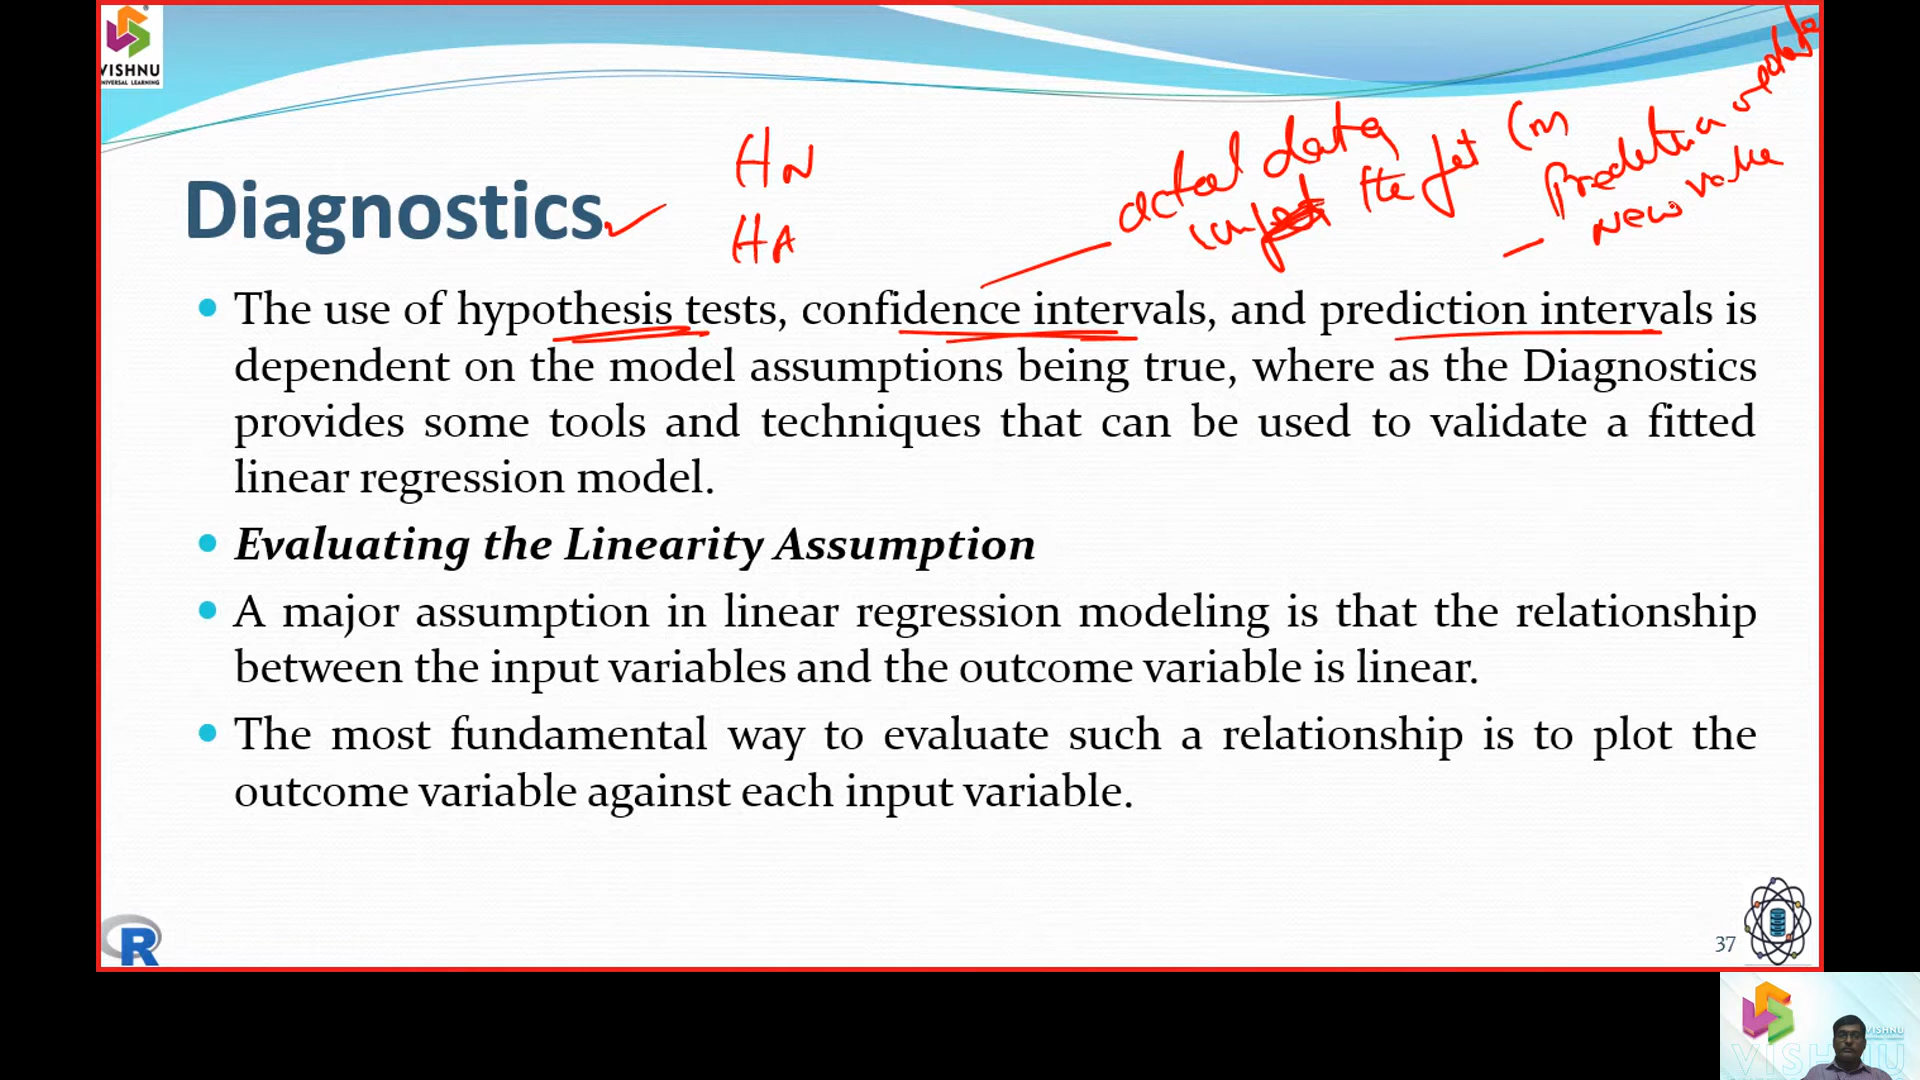 VISHNU
UNIVERSAL LEARNING
HN
HA
actual data
the
Prediction
new value
Diagnostics
The use of hypothesis tests, confidence intervals, and prediction intervals is
dependent on the model assumptions being true, where as the Diagnostics
provides some tools and techniques that can be used to validate a fitted
linear regression model.
Evaluating the Linearity Assumption
A major assumption in linear regression modeling is that the relationship
between the input variables and the outcome variable is linear.
The most fundamental way to evaluate such a relationship is to plot the
outcome variable against each input variable.
R
37
VISHNU